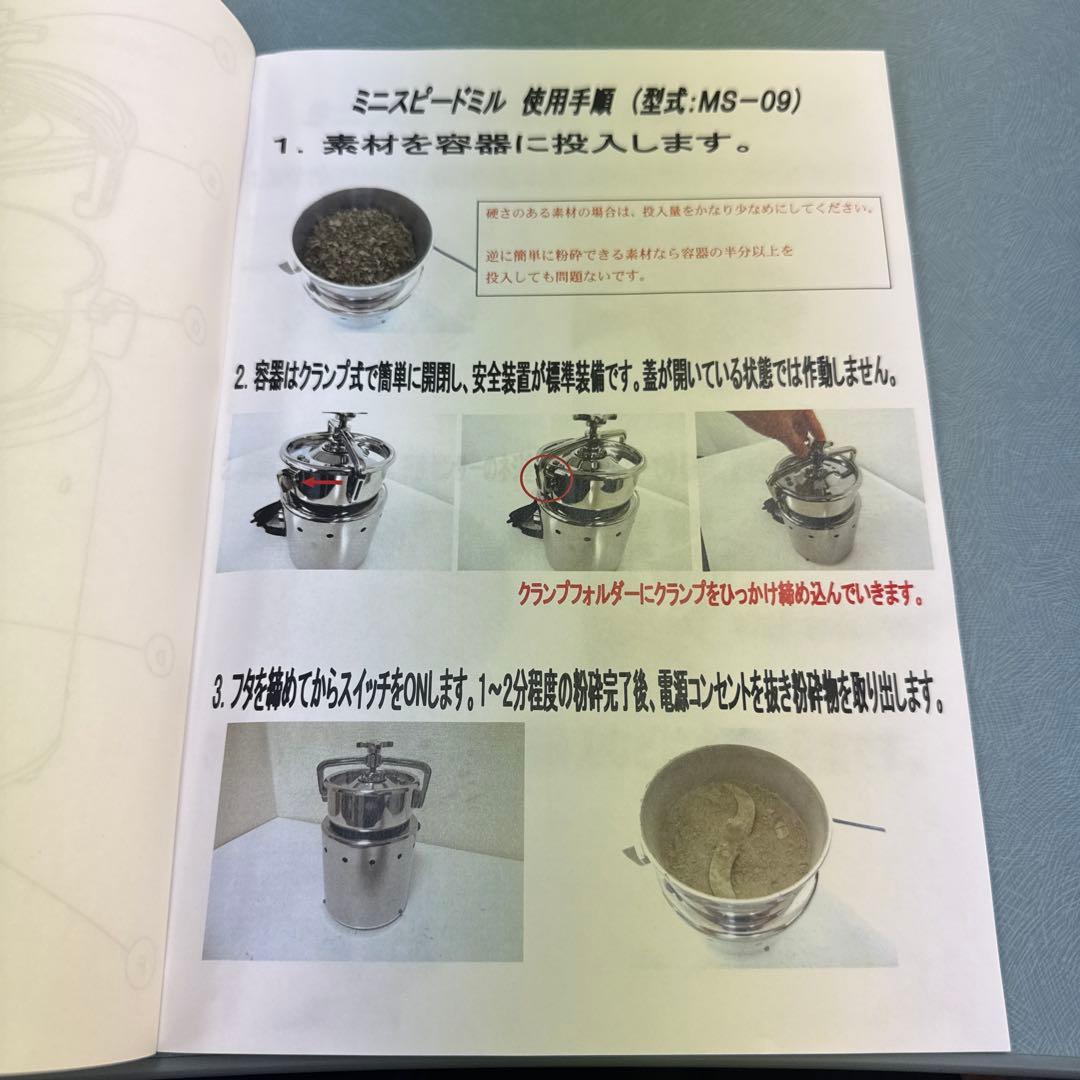 ミニスピードミル 使用手順 (型式:MS-09)
1. 素材を容器に投入します。
硬さのある素材の場合は、投入量をかなり少なめにしてください。
逆に簡単に粉砕できる素材なら容器の半分以上を
投入しても問題ないです。
2. 容器はクランプ式で簡単に開閉し、安全装置が標準装備です。蓋が開いている状態では作動しません。
クランプフォルダーにクランプをひっかけ締め込んでいきます。
3. フタを締めてからスイッチをONします。1～2分程度の粉砕完了後、電源コンセントを抜き粉砕物を取り出します。